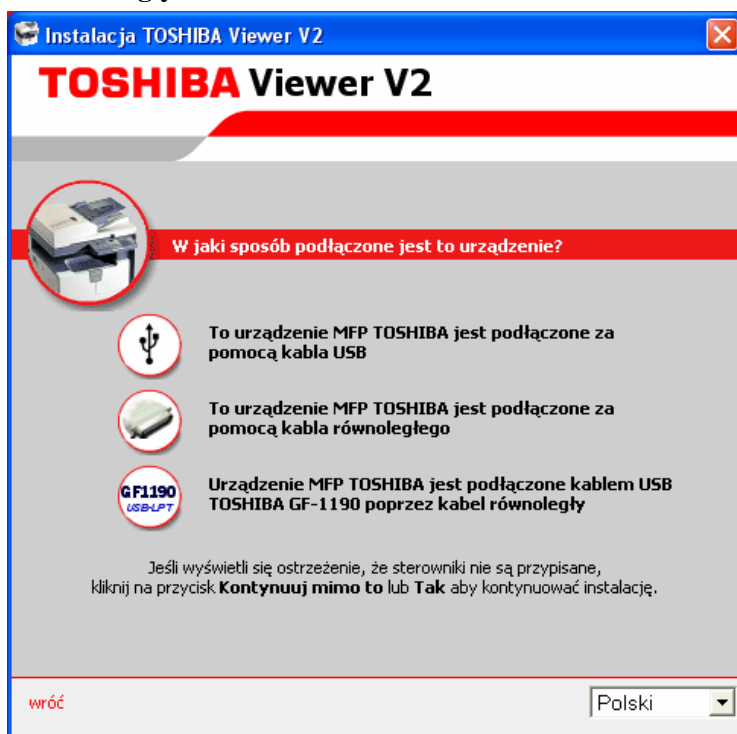 Instalacja TOSHIBA Viewer V2
TOSHIBA Viewer V2
W jaki sposób podłączone jest to urządzenie?
To urządzenie MFP TOSHIBA jest podłączone za
pomocą kabla USB
To urządzenie MFP TOSHIBA jest podłączone za
pomocą kabla równoległego
GF1190
USB-LPT
Urządzenie MFP TOSHIBA jest podłączone kablem USB
TOSHIBA GF-1190 poprzez kabel równoległy
Jeśli wyświetli się ostrzeżenie, że sterowniki nie są przypisane,
kliknij na przycisk Kontynuuj mimo to lub Tak aby kontynuować instalację.
wróć
Polski